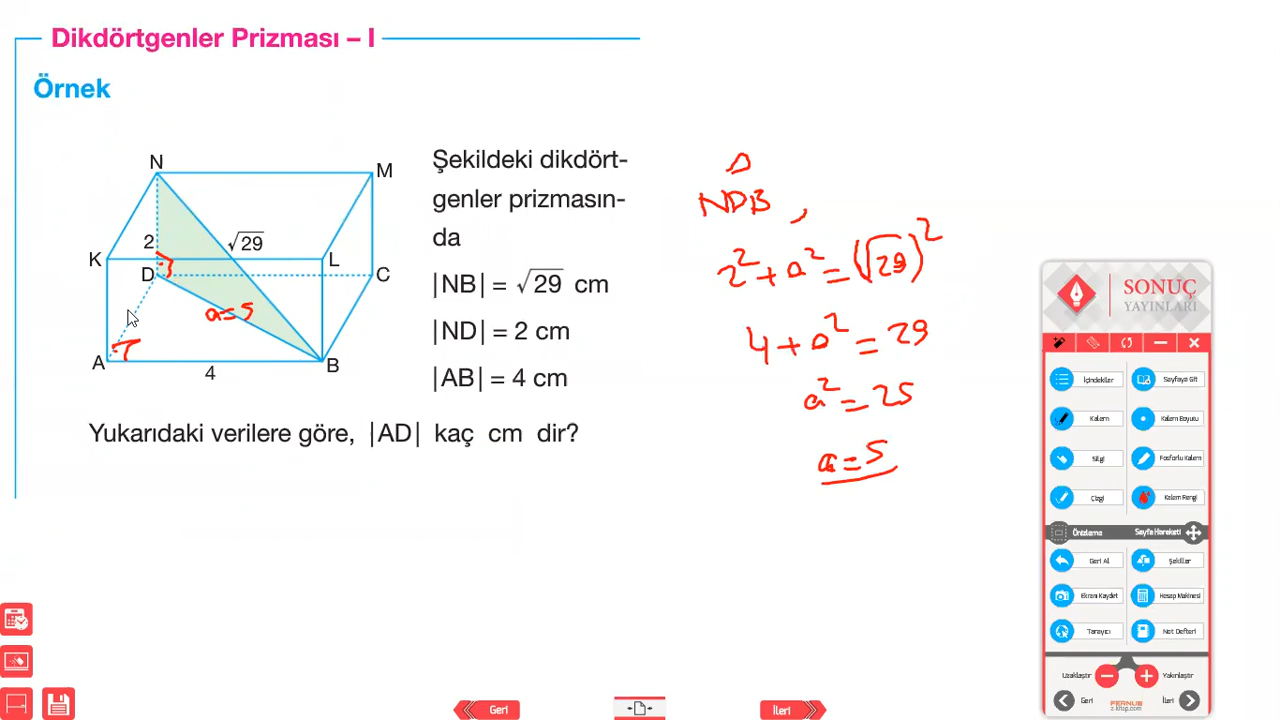 Dikdörtgenler Prizması – I
Örnek
N
M
2
√29
K
L
D
C
a=5
A
B
4
Şekildeki dikdört-
genler prizmasın-
da
|NB| = √29 cm
|ND| = 2 cm
|AB| = 4 cm
Yukarıdaki verilere göre, |AD| kaç cm dir?
NDB ,
2² + a² = (√29)²
4 + a² = 29
a² = 25
a = 5
SONUÇ
YAYINLARI
İçindekiler
Sayfaya Git
Kalem
Kalem Boyutu
Silgi
Fosforlu Kalem
Çizgi
Kalem Rengi
Önizleme
Sayfa Hareketi
Geri Al
Şekiller
Ekranı Kaydet
Hesap Makinesi
Tarayıcı
Not Defteri
Uzaklaştır
Yakınlaştır
Geri
FERNUS
z-kitap.com
İleri
Geri
İleri